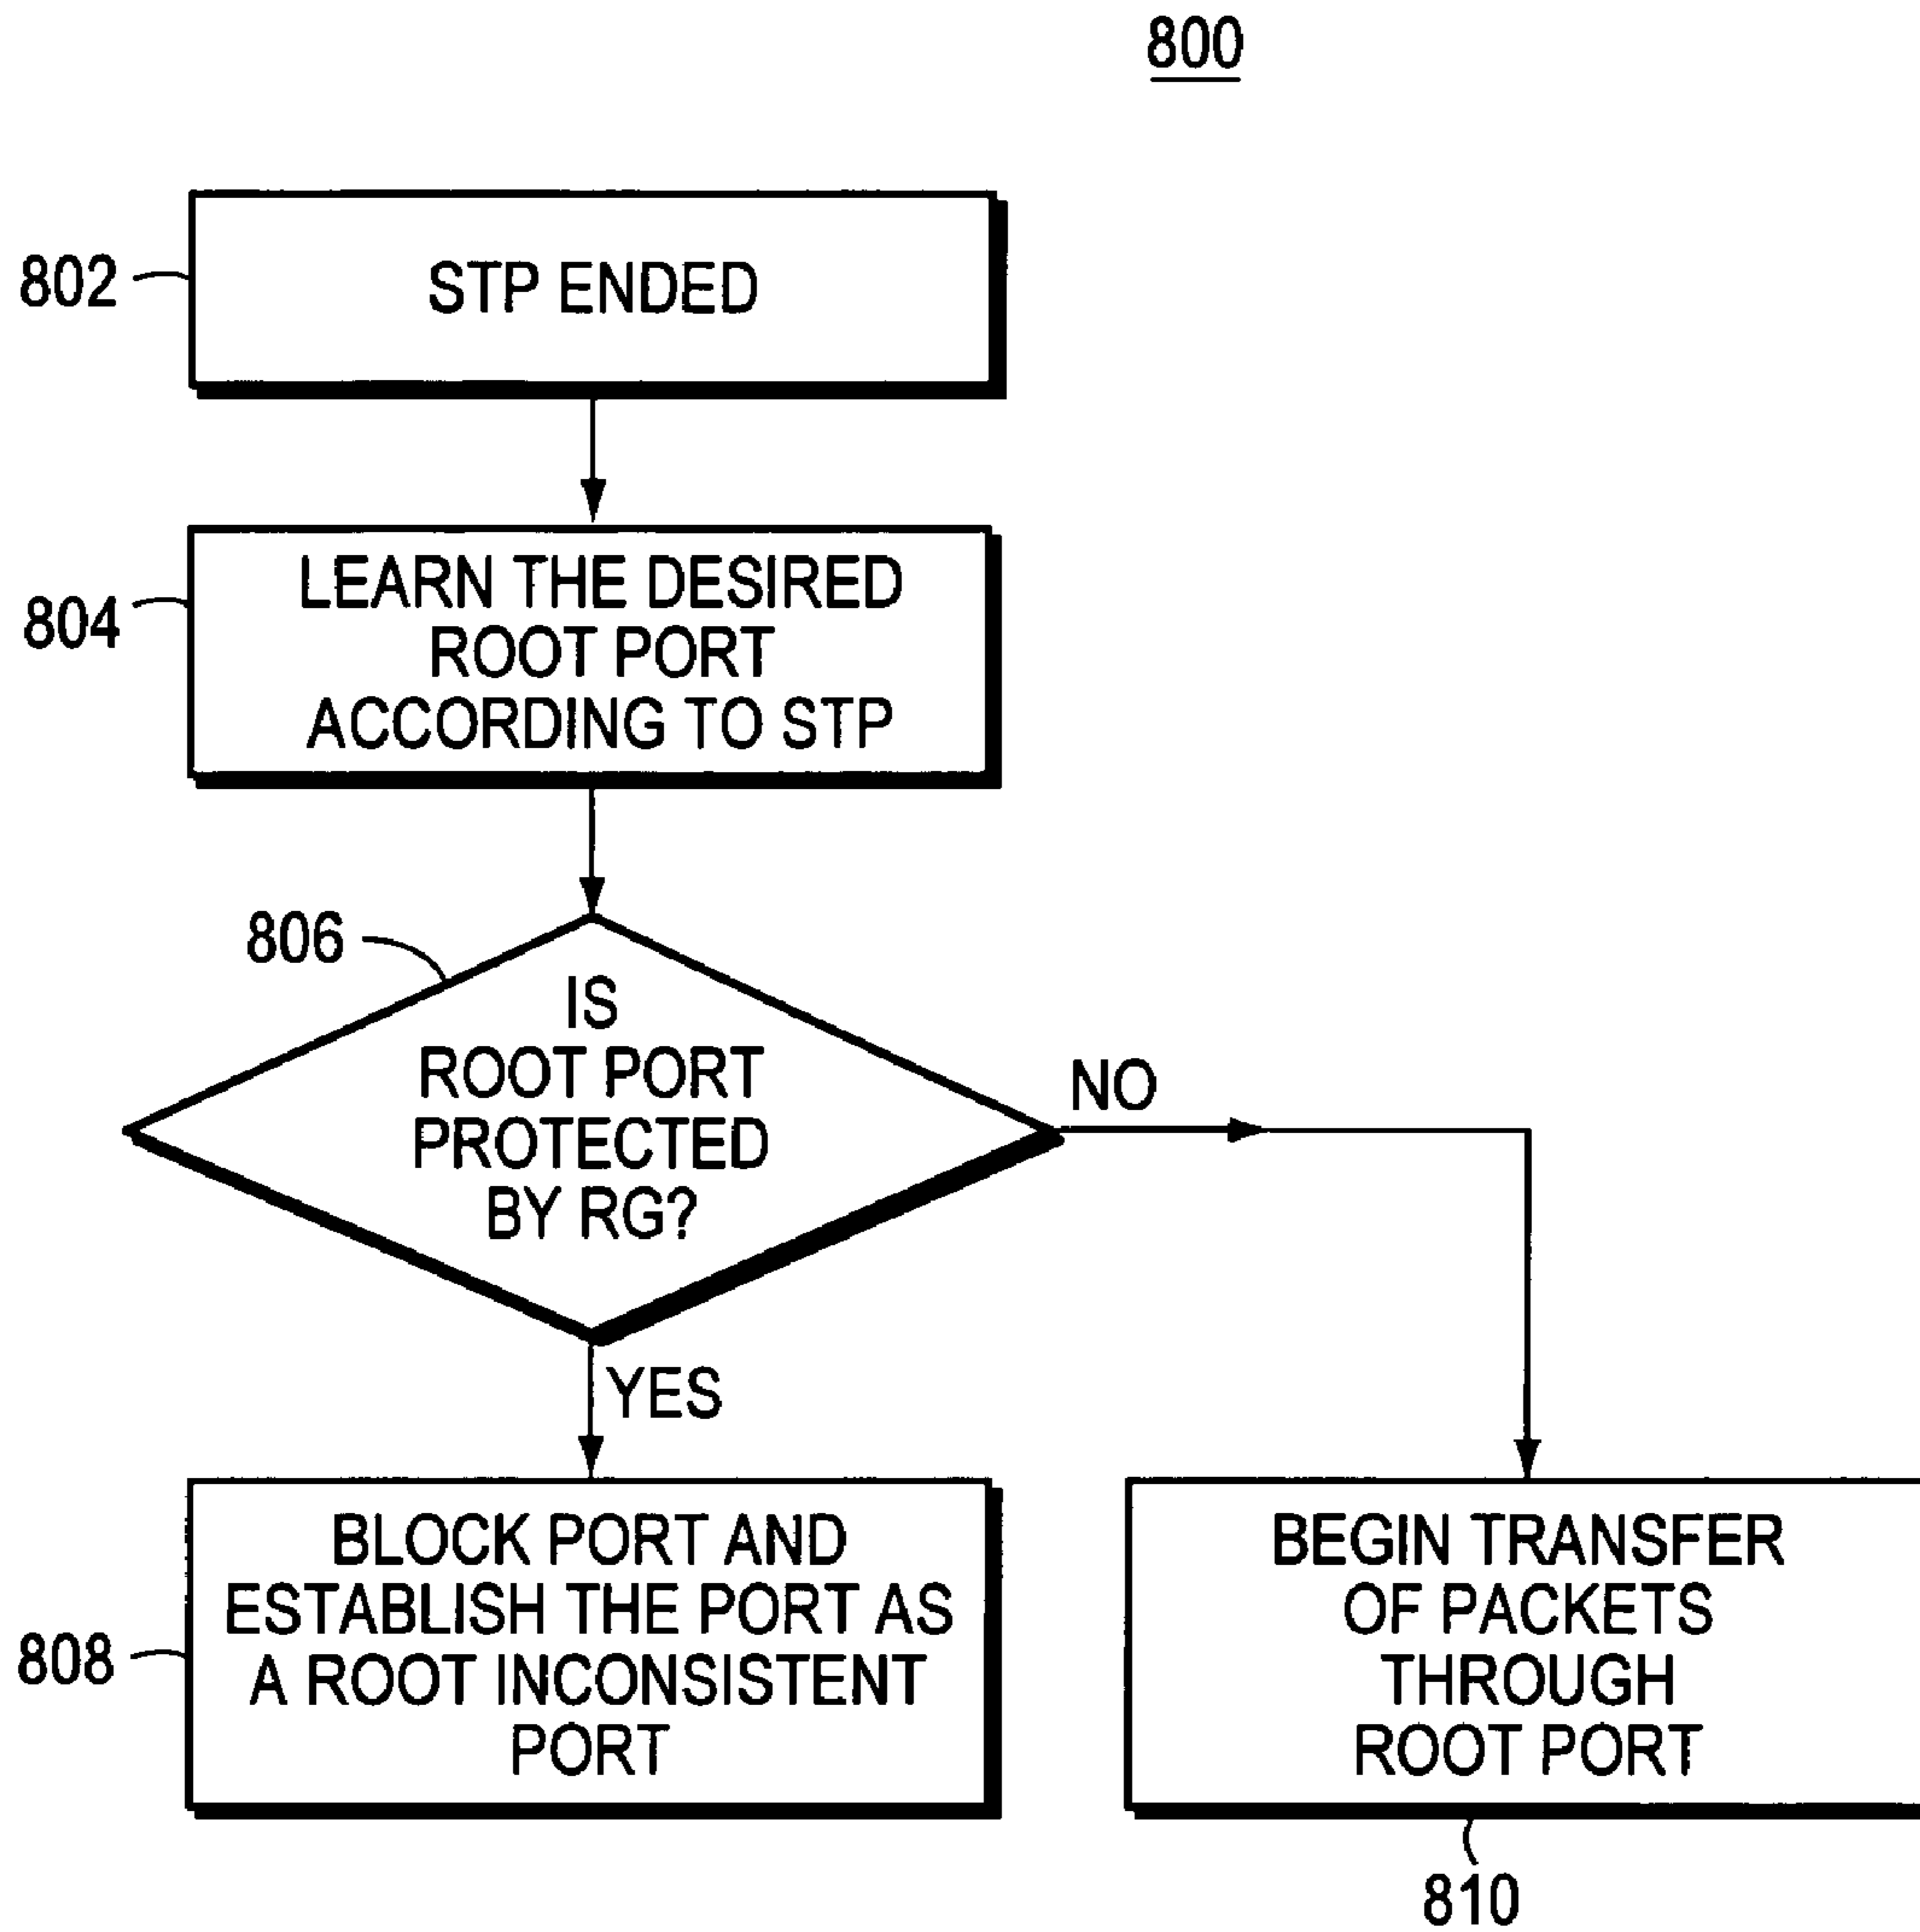 800
802
STP ENDED
804
LEARN THE DESIRED
ROOT PORT
ACCORDING TO STP
806
IS
ROOT PORT
PROTECTED
BY RG?
NO
YES
808
BLOCK PORT AND
ESTABLISH THE PORT AS
A ROOT INCONSISTENT
PORT
BEGIN TRANSFER
OF PACKETS
THROUGH
ROOT PORT
810